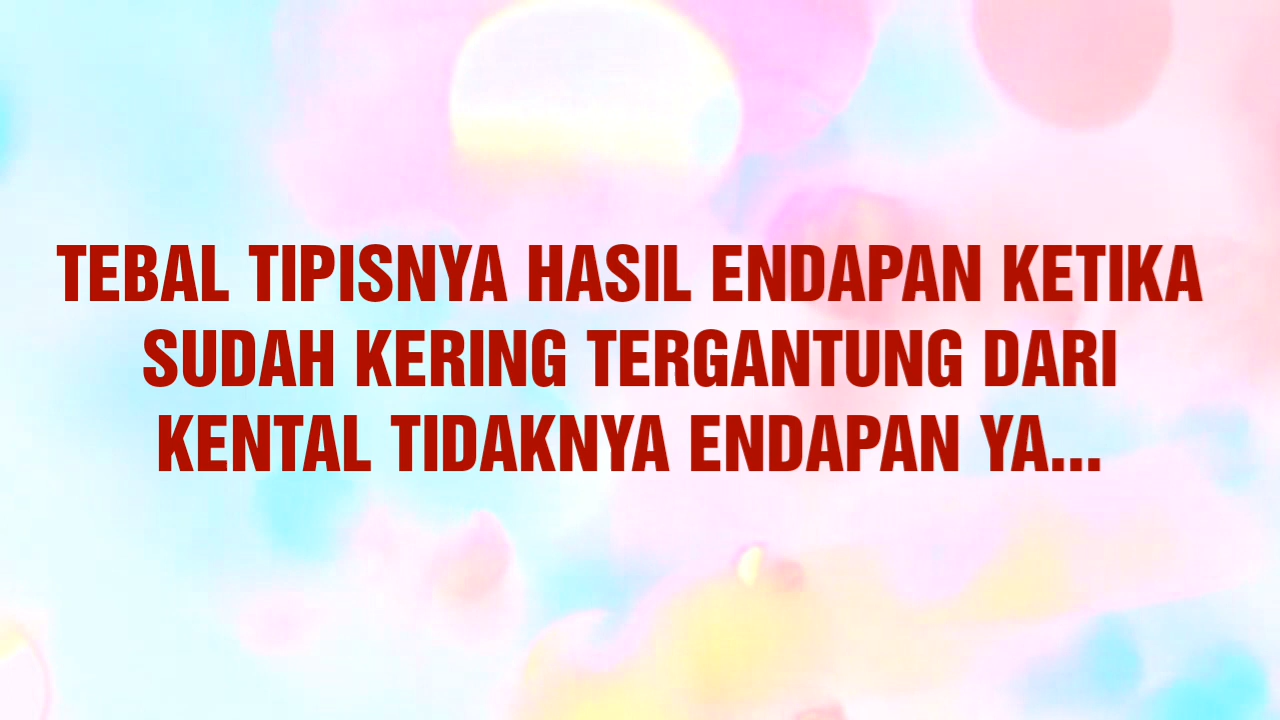 TEBAL TIPISNYA HASIL ENDAPAN KETIKA
SUDAH KERING TERGANTUNG DARI
KENTAL TIDAKNYA ENDAPAN YA...